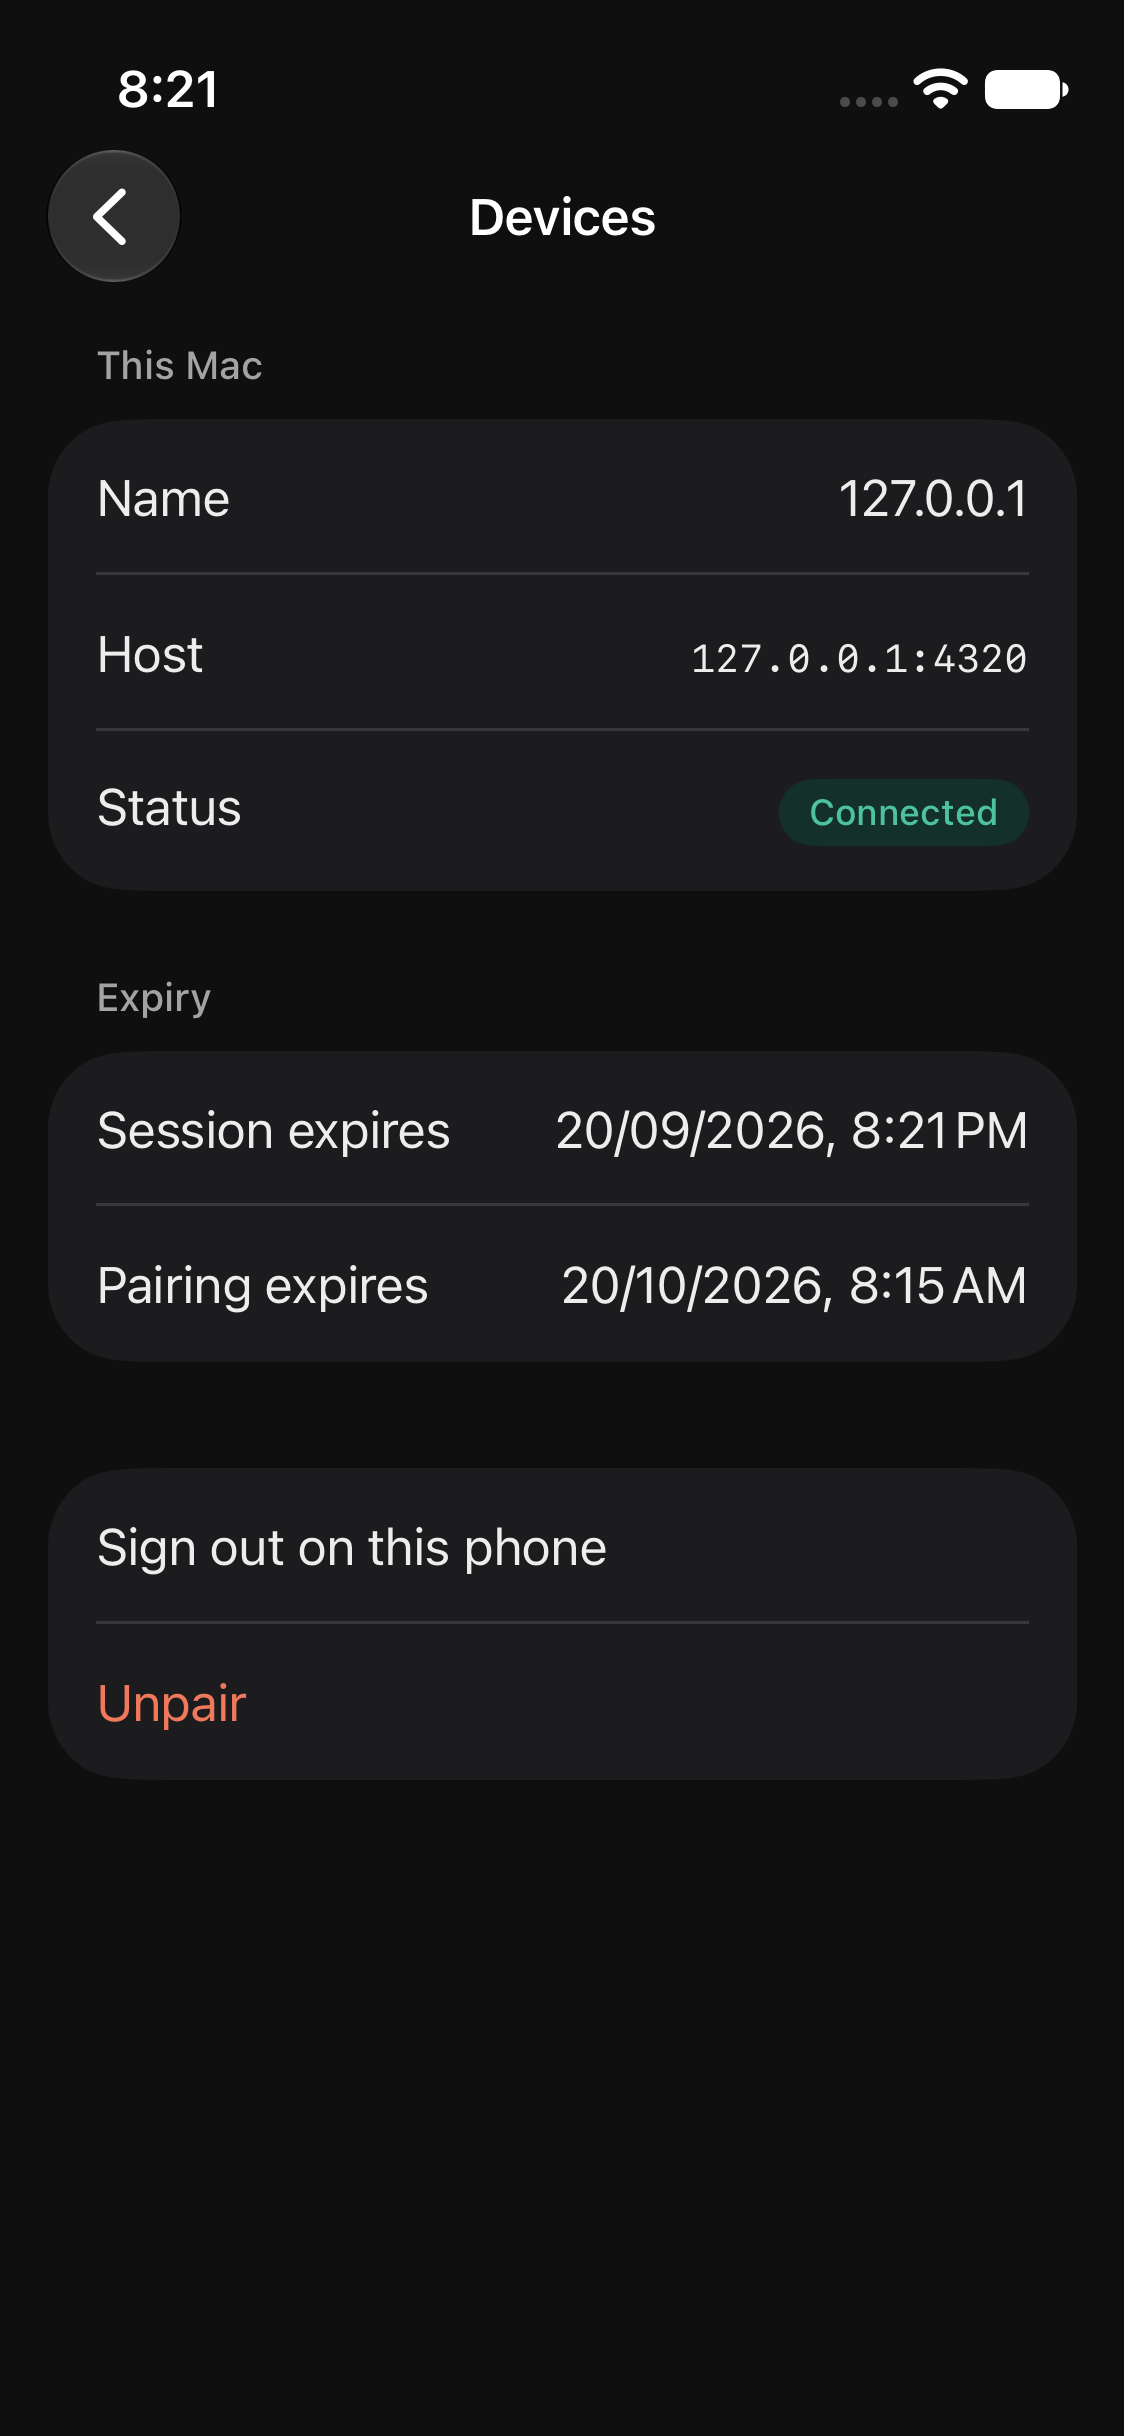 8:21
Devices
This Mac
Name 127.0.0.1
Host 127.0.0.1:4320
Status Connected
Expiry
Session expires 20/09/2026, 8:21 PM
Pairing expires 20/10/2026, 8:15 AM
Sign out on this phone
Unpair